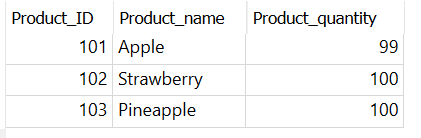 Product_ID Product_name Product_quantity
101 Apple 99
102 Strawberry 100
103 Pineapple 100